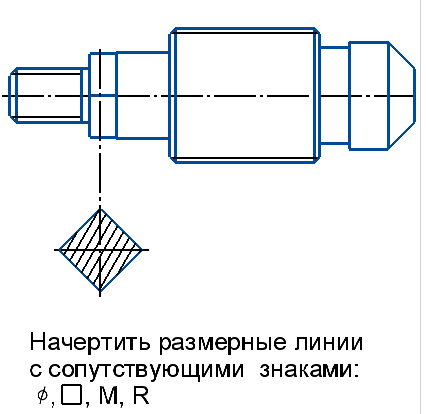 Начертить размерные линии
с сопутствующими знаками:
⌀, □, M, R